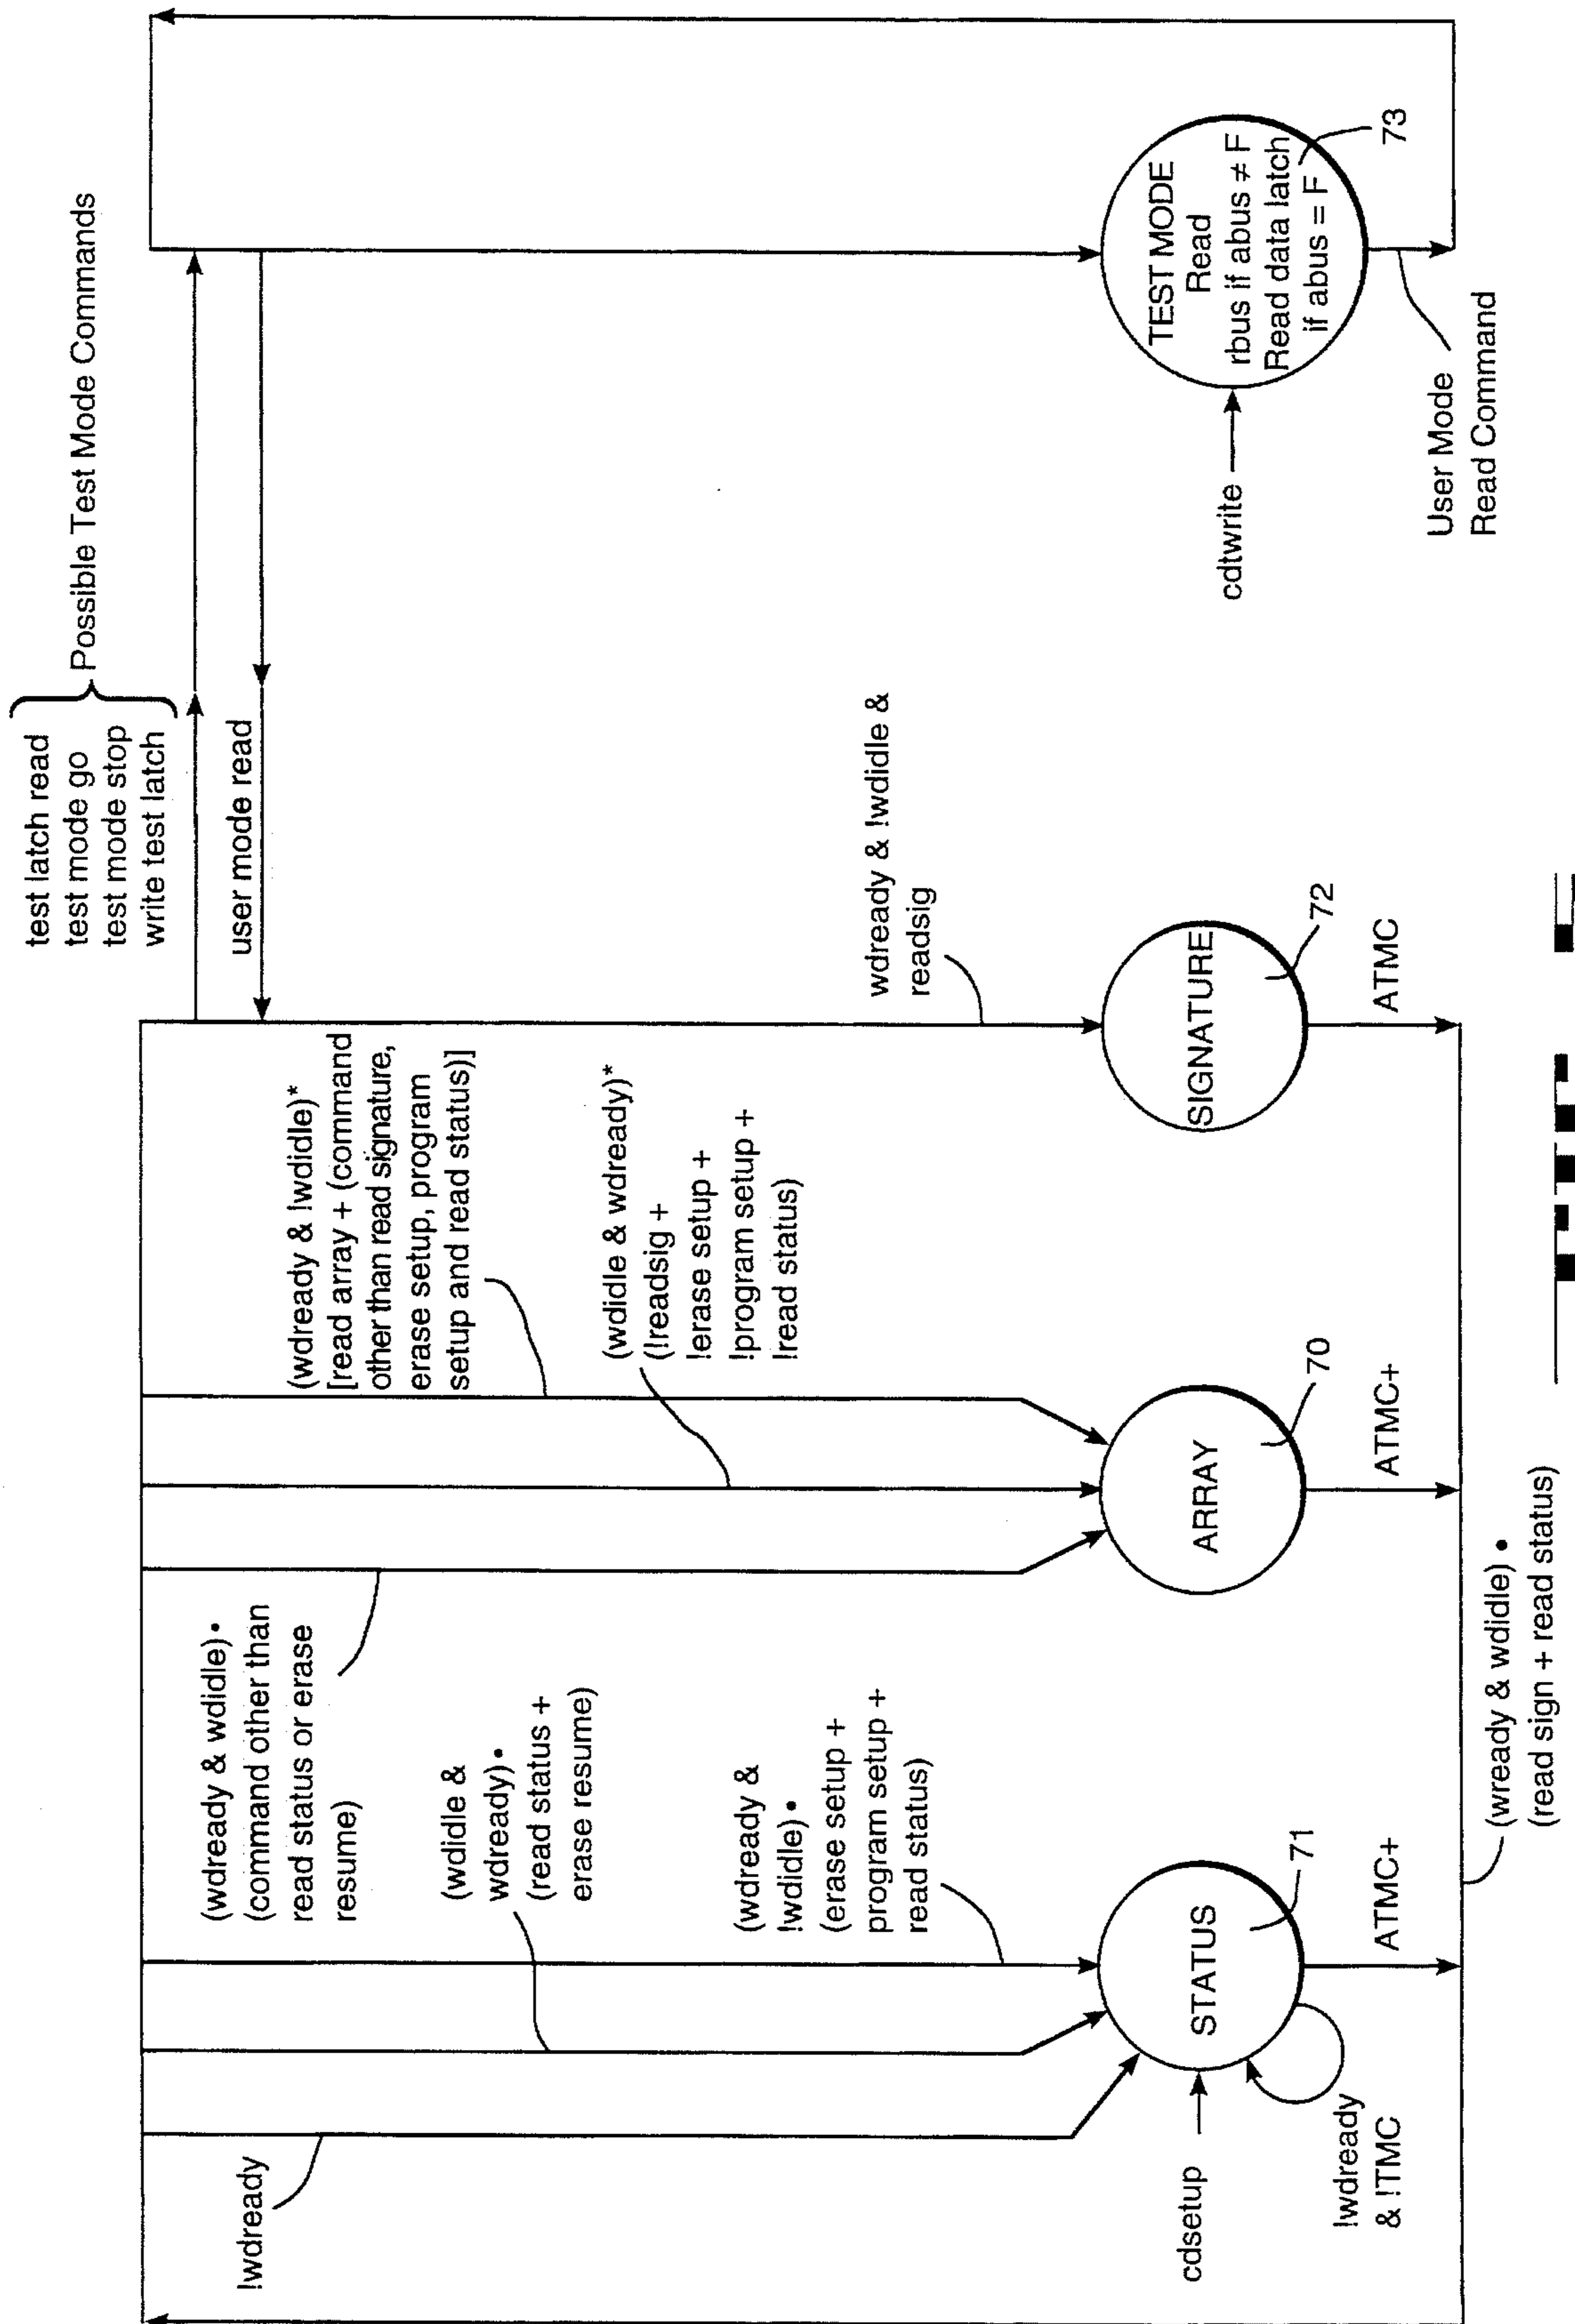 test latch read
test mode go
test mode stop
write test latch
Possible Test Mode Commands
user mode read
!wdready
(wdready & wdidle) •
(command other than
read status or erase
resume)
(wdidle &
wdready) •
(read status +
erase resume)
(wdready &
!wdidle) •
(erase setup +
program setup +
read status)
(wdready & !wdidle)*
[read array + (command
other than read signature,
erase setup, program
setup and read status)]
(wdidle & wdready)*
(!readsig +
!erase setup +
!program setup +
!read status)
wdready & !wdidle &
readsig
cdsetup
STATUS
71
!wdready
& !TMC
ATMC+
ARRAY
70
ATMC+
SIGNATURE
72
ATMC
cdtwrite
TEST MODE
Read
rbus if abus ≠ F
Read data latch
if abus = F
73
User Mode
Read Command
(wready & wdidle) •
(read sign + read status)